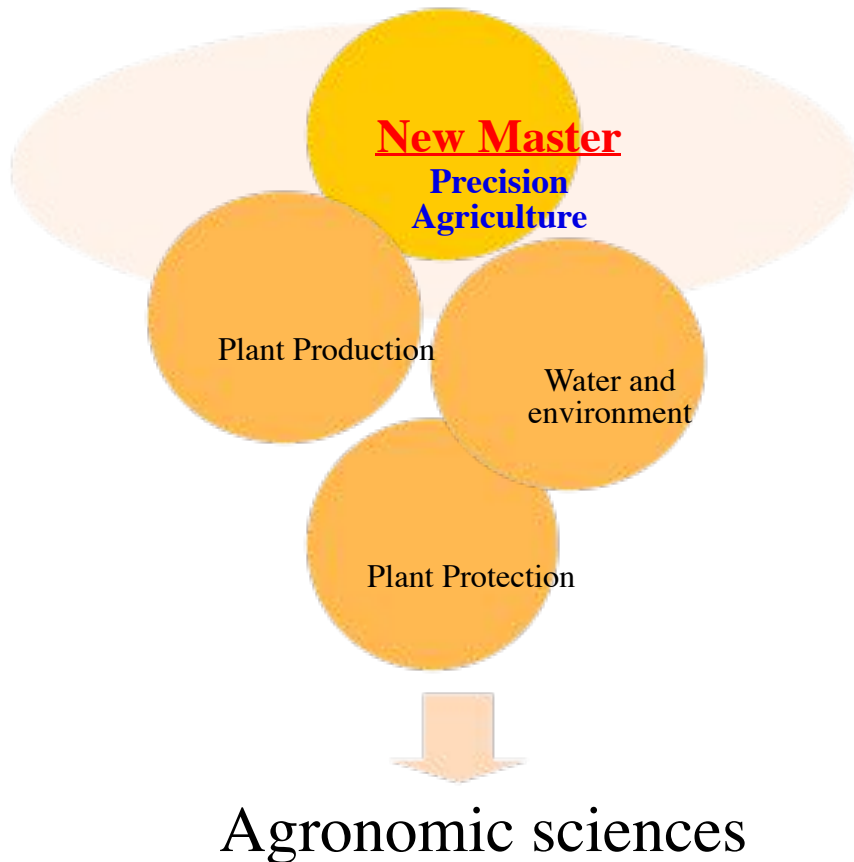 New Master
Precision
Agriculture
Plant Production
Water and
environment
Plant Protection
Agronomic sciences